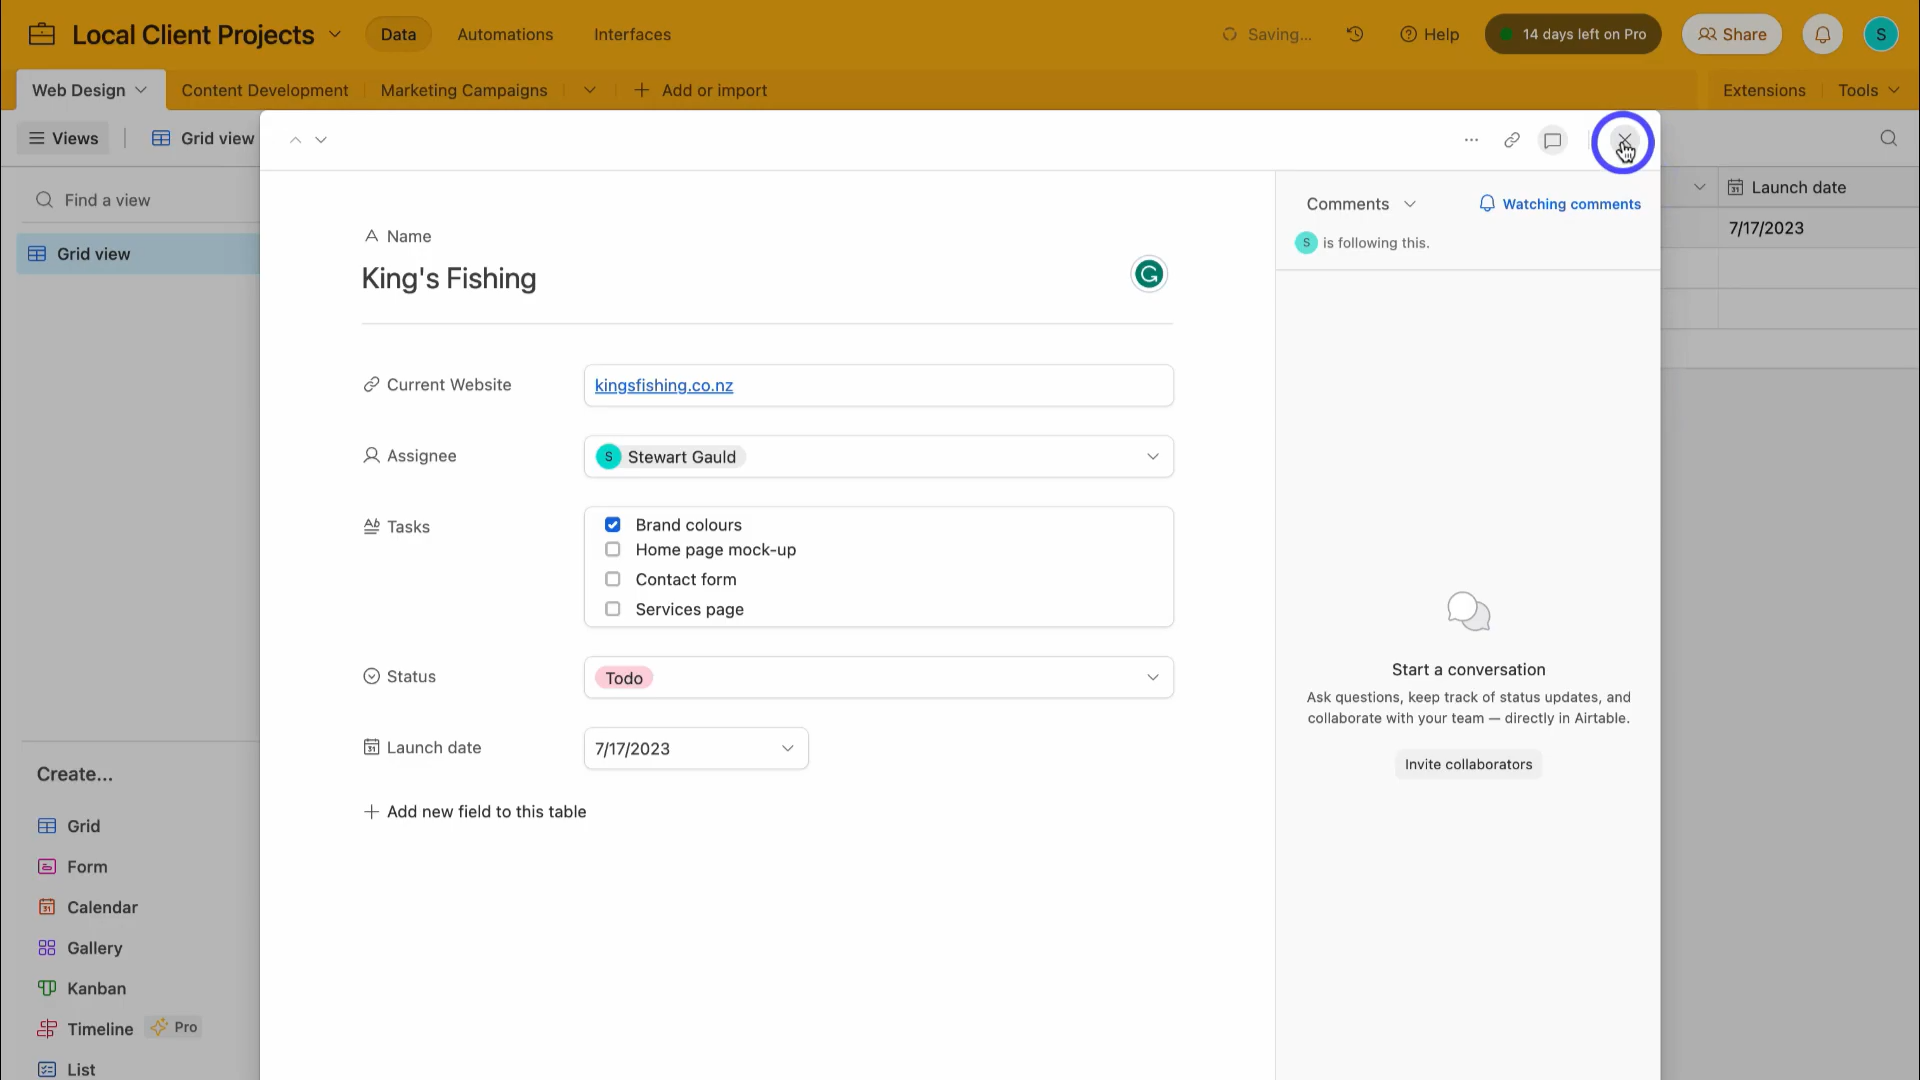 Local Client Projects
Data
Automations
Interfaces
Saving...
Help
14 days left on Pro
Share
S
Web Design
Content Development
Marketing Campaigns
Add or import
Extensions
Tools
Views
Grid view
Find a view
Grid view
Create...
Grid
Form
Calendar
Gallery
Kanban
Timeline
Pro
List
Name
King's Fishing
Current Website
kingsfishing.co.nz
Assignee
S Stewart Gauld
Tasks
Brand colours
Home page mock-up
Contact form
Services page
Status
Todo
Launch date
7/17/2023
Add new field to this table
Comments
Watching comments
S is following this.
Start a conversation
Ask questions, keep track of status updates, and
collaborate with your team — directly in Airtable.
Invite collaborators
Launch date
7/17/2023